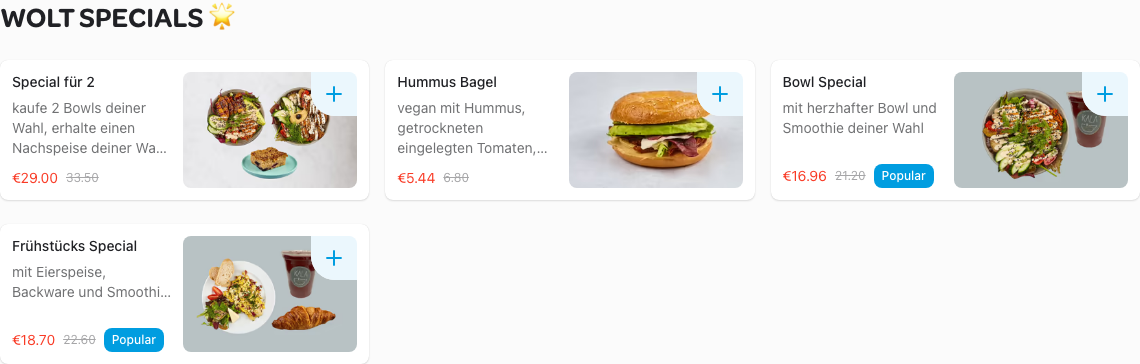 WOLT SPECIALS 🌟
Special für 2
kaufe 2 Bowls deiner
Wahl, erhalte einen
Nachspeise deiner Wa...
€29.00 33.50
Hummus Bagel
vegan mit Hummus,
getrockneten
eingelegten Tomaten,...
€5.44 6.80
Bowl Special
mit herzhafter Bowl und
Smoothie deiner Wahl
€16.96 21.20 Popular
KALA
Frühstücks Special
mit Eierspeise,
Backware und Smoothi...
€18.70 22.60 Popular
KALA